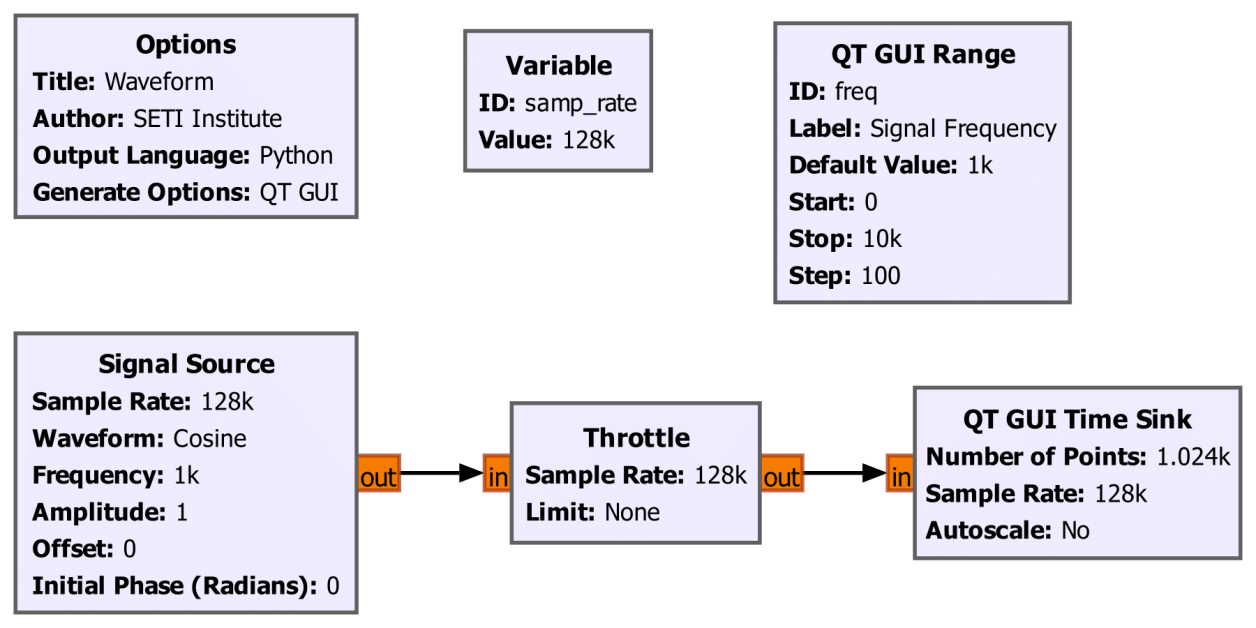 Options
Title: Waveform
Author: SETI Institute
Output Language: Python
Generate Options: QT GUI
Variable
ID: samp_rate
Value: 128k
QT GUI Range
ID: freq
Label: Signal Frequency
Default Value: 1k
Start: 0
Stop: 10k
Step: 100
Signal Source
Sample Rate: 128k
Waveform: Cosine
Frequency: 1k
Amplitude: 1
Offset: 0
Initial Phase (Radians): 0
out
in
Throttle
Sample Rate: 128k
Limit: None
out
in
QT GUI Time Sink
Number of Points: 1.024k
Sample Rate: 128k
Autoscale: No